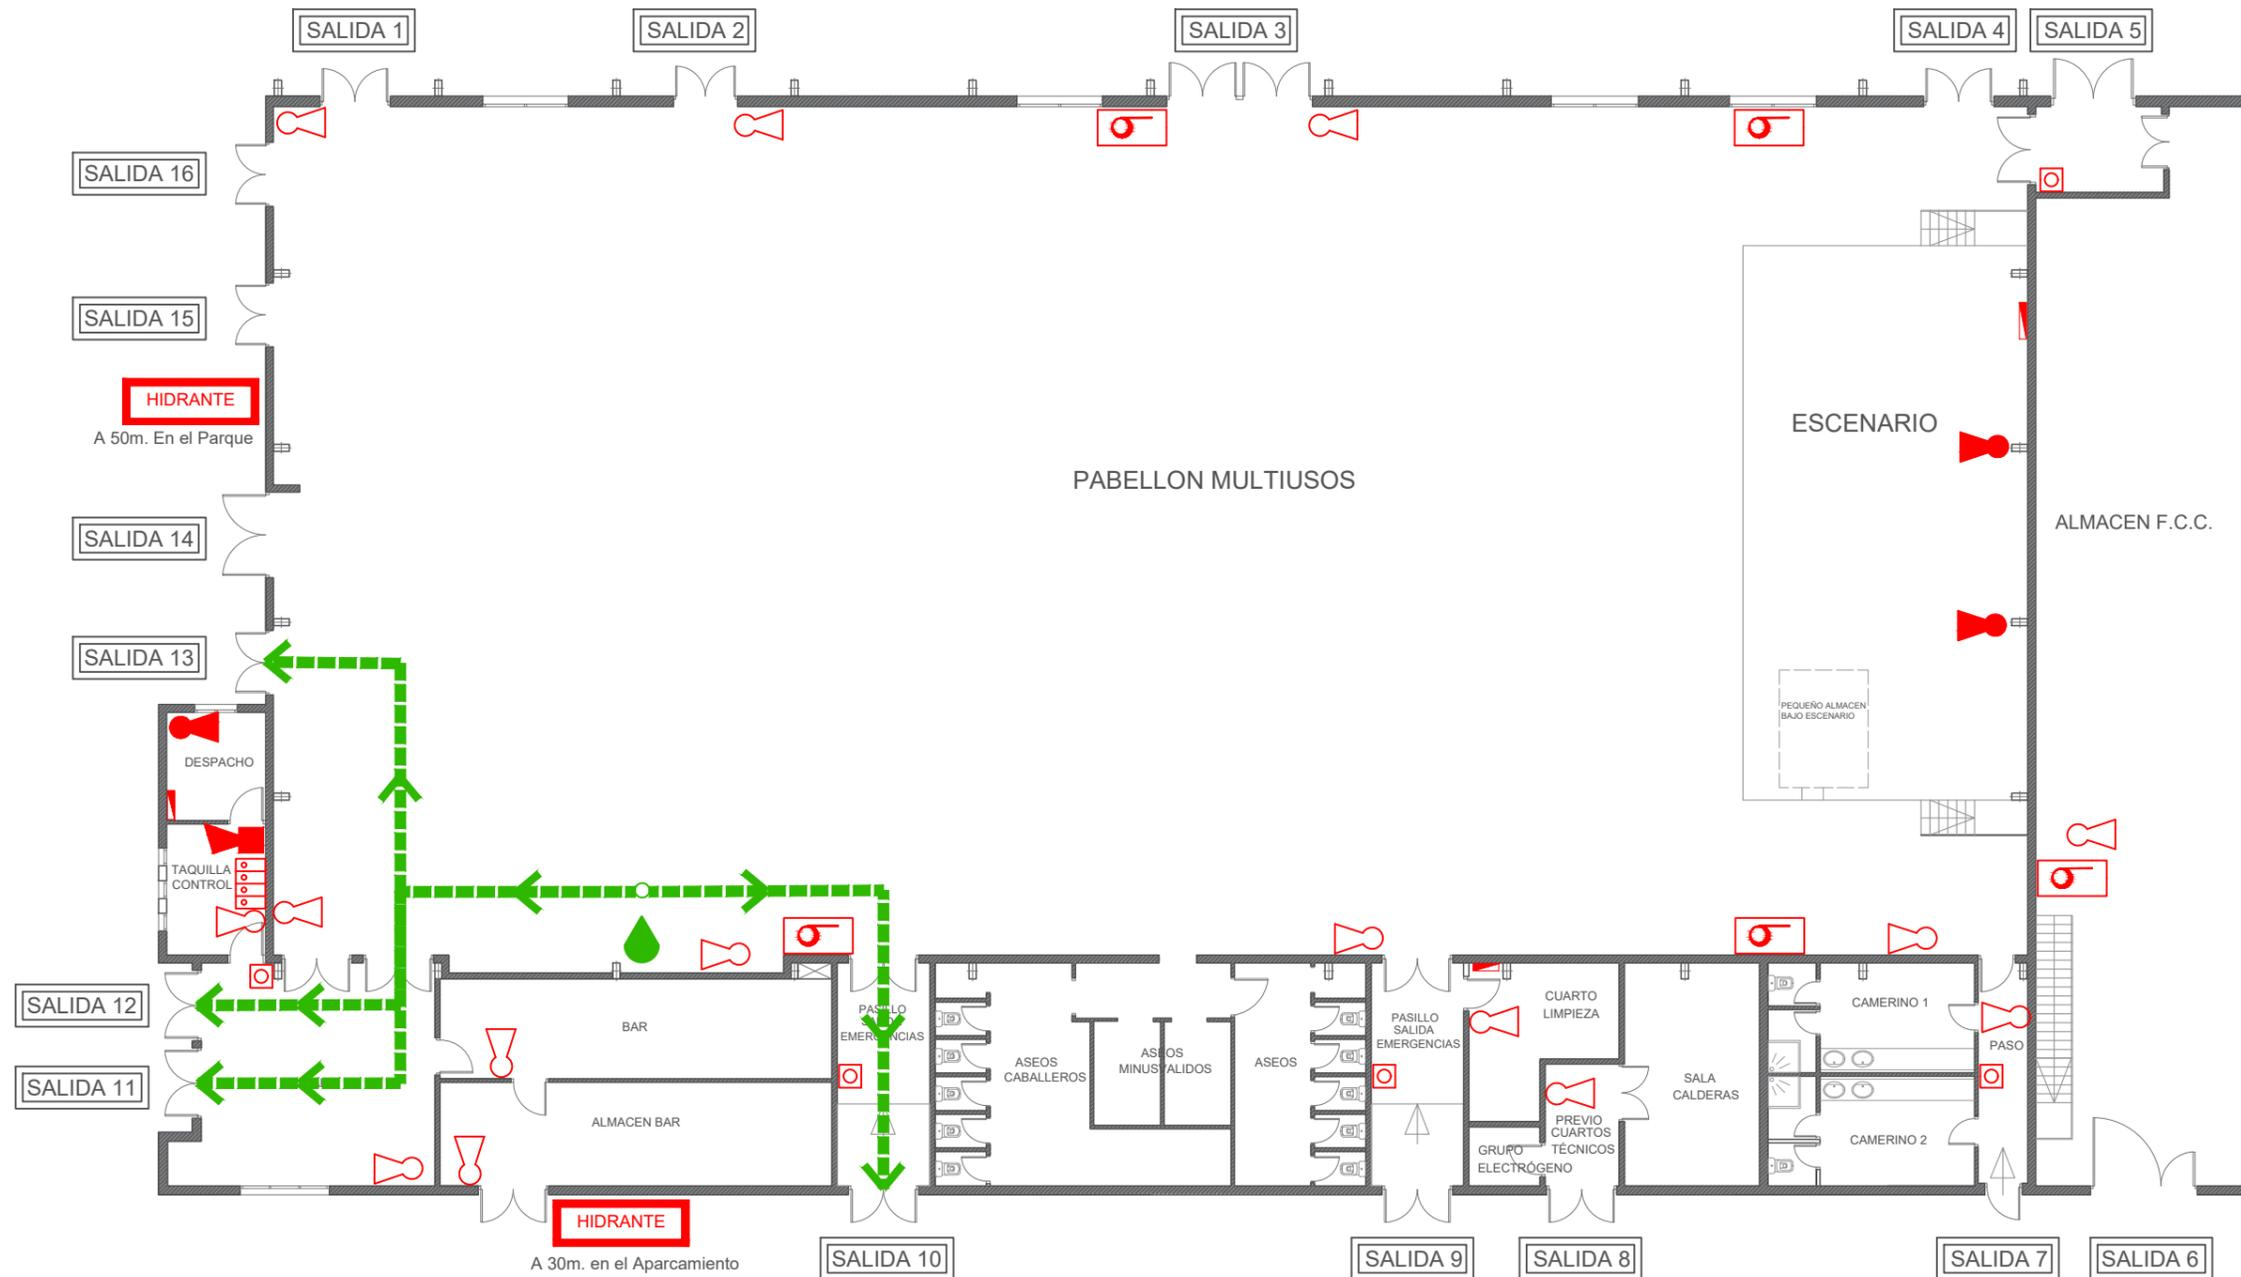 SALIDA 1
SALIDA 2
SALIDA 3
SALIDA 4
SALIDA 5
SALIDA 16
SALIDA 15
HIDRANTE
A 50m. En el Parque
ESCENARIO
PABELLON MULTIUSOS
ALMACEN F.C.C.
SALIDA 14
SALIDA 13
PEQUEÑO ALMACEN
BAJO ESCENARIO
DESPACHO
TAQUILLA
CONTROL
SALIDA 12
SALIDA 11
BAR
ALMACEN BAR
PASILLO
SALIDA
EMERGENCIAS
ASEOS
CABALLEROS
ASEOS
MINUSVALIDOS
ASEOS
PASILLO
SALIDA
EMERGENCIAS
CUARTO
LIMPIEZA
PREVIO
CUARTOS
TÉCNICOS
GRUPO
ELECTRÓGENO
SALA
CALDERAS
CAMERINO 1
CAMERINO 2
PASO
HIDRANTE
A 30m. en el Aparcamiento
SALIDA 10
SALIDA 9
SALIDA 8
SALIDA 7
SALIDA 6